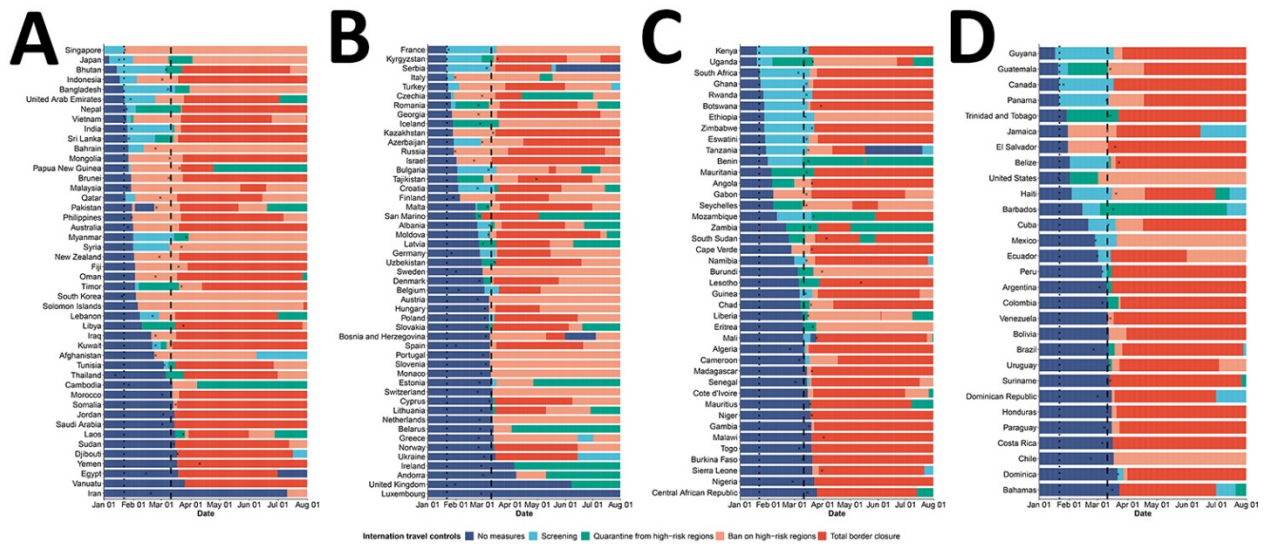 A
Singapore
Japan
Bhutan
Indonesia
Bangladesh
United Arab Emirates
Nepal
Vietnam
India
Sri Lanka
Bahrain
Mongolia
Papua New Guinea
Brunei
Malaysia
Qatar
Pakistan
Philippines
Australia
Myanmar
Syria
New Zealand
Fiji
Oman
Timor
South Korea
Solomon Islands
Lebanon
Libya
Iraq
Kuwait
Afghanistan
Tunisia
Thailand
Cambodia
Morocco
Somalia
Jordan
Saudi Arabia
Laos
Sudan
Djibouti
Yemen
Egypt
Vanuatu
Iran
Jan 01 Feb 01 Mar 01 Apr 01 May 01 Jun 01 Jul 01 Aug 01
Date
B
France
Kyrgyzstan
Serbia
Italy
Turkey
Czechia
Romania
Georgia
Iceland
Kazakhstan
Azerbaijan
Russia
Israel
Bulgaria
Tajikistan
Croatia
Finland
Malta
San Marino
Albania
Moldova
Latvia
Germany
Uzbekistan
Sweden
Denmark
Belgium
Austria
Hungary
Poland
Slovakia
Bosnia and Herzegovina
Spain
Portugal
Slovenia
Monaco
Estonia
Switzerland
Cyprus
Lithuania
Netherlands
Belarus
Greece
Norway
Ukraine
Ireland
Andorra
United Kingdom
Luxembourg
Jan 01 Feb 01 Mar 01 Apr 01 May 01 Jun 01 Jul 01 Aug 01
Date
C
Kenya
Uganda
South Africa
Ghana
Rwanda
Botswana
Ethiopia
Zimbabwe
Eswatini
Tanzania
Benin
Mauritania
Angola
Gabon
Seychelles
Mozambique
Zambia
South Sudan
Cape Verde
Namibia
Burundi
Lesotho
Guinea
Chad
Liberia
Eritrea
Mali
Algeria
Cameroon
Madagascar
Senegal
Cote d'Ivoire
Mauritius
Niger
Gambia
Malawi
Togo
Burkina Faso
Sierra Leone
Nigeria
Central African Republic
Jan 01 Feb 01 Mar 01 Apr 01 May 01 Jun 01 Jul 01 Aug 01
Date
D
Guyana
Guatemala
Canada
Panama
Trinidad and Tobago
Jamaica
El Salvador
Belize
United States
Haiti
Barbados
Cuba
Mexico
Ecuador
Peru
Argentina
Colombia
Venezuela
Bolivia
Brazil
Uruguay
Suriname
Dominican Republic
Honduras
Paraguay
Costa Rica
Chile
Dominica
Bahamas
Jan 01 Feb 01 Mar 01 Apr 01 May 01 Jun 01 Jul 01 Aug 01
Date
Internation travel controls No measures Screening Quarantine from high-risk regions Ban on high-risk regions Total border closure